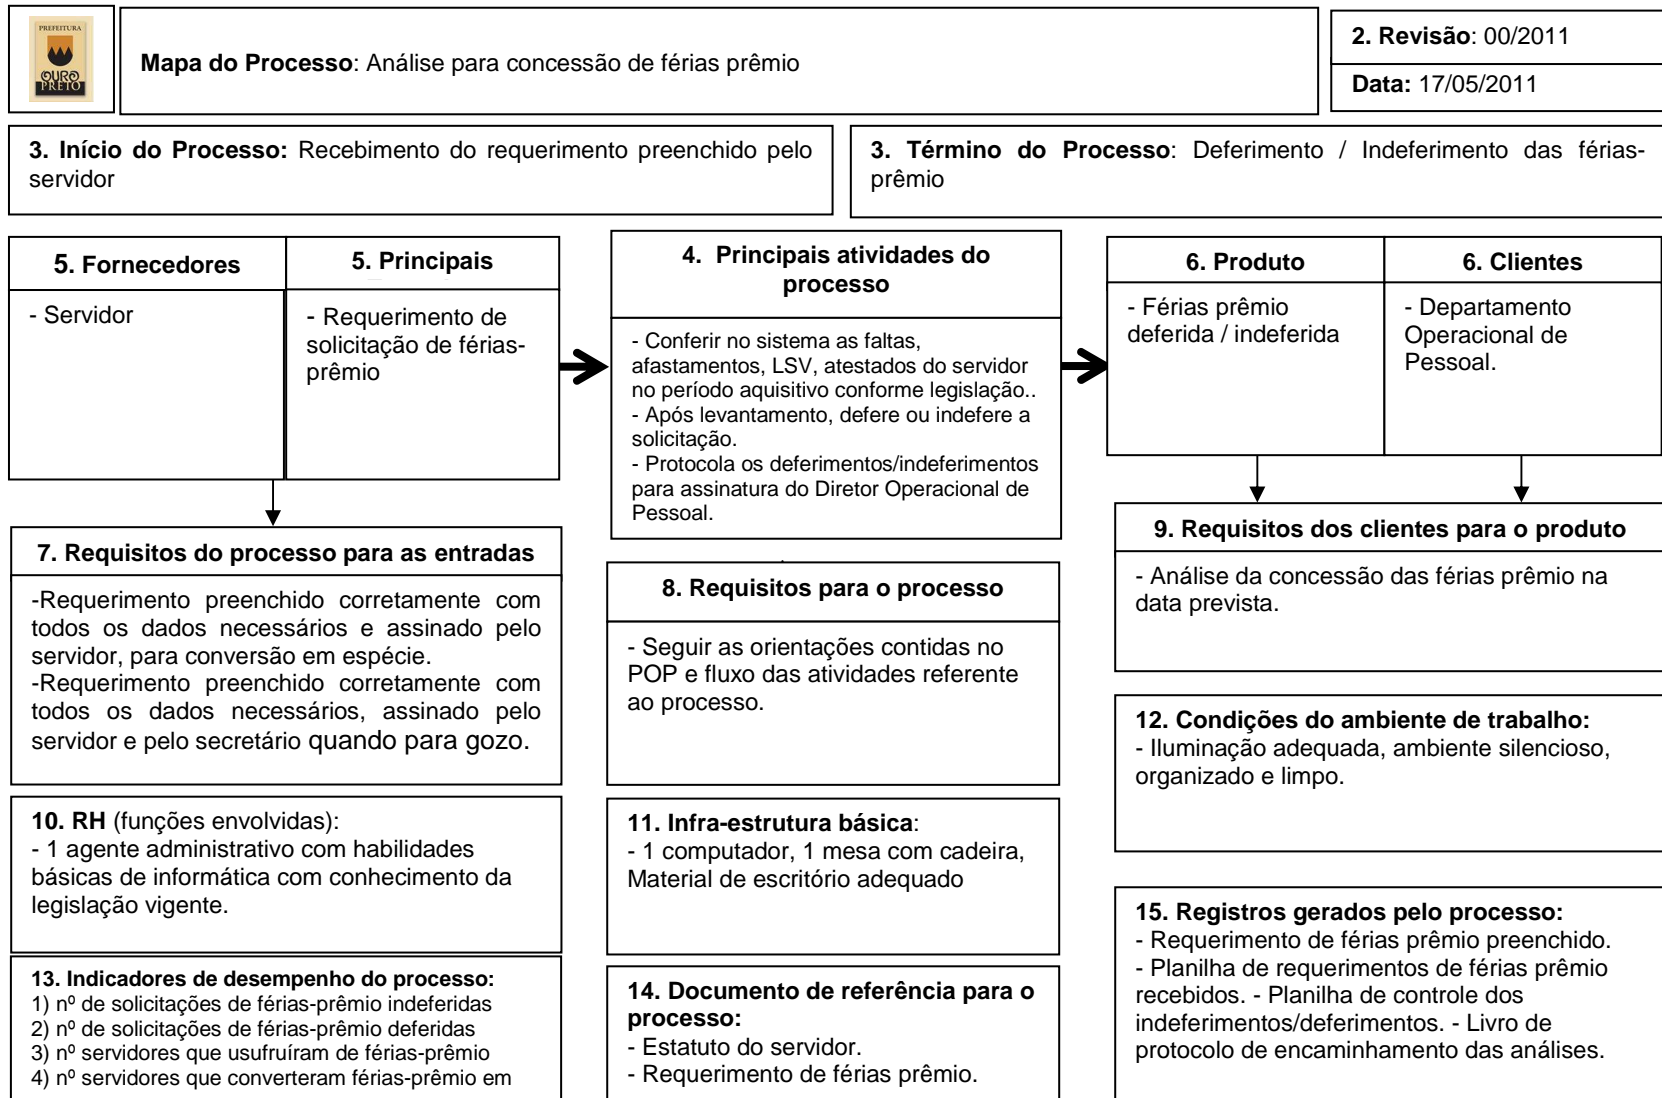 PREFEITURA
OURO
PRETO
Mapa do Processo: Análise para concessão de férias prêmio
2. Revisão: 00/2011
Data: 17/05/2011
3. Início do Processo: Recebimento do requerimento preenchido pelo
servidor
3. Término do Processo: Deferimento / Indeferimento das férias-
prêmio
5. Fornecedores
- Servidor
5. Principais
- Requerimento de
solicitação de férias-
prêmio
4. Principais atividades do
processo
- Conferir no sistema as faltas,
afastamentos, LSV, atestados do servidor
no período aquisitivo conforme legislação..
- Após levantamento, defere ou indefere a
solicitação.
- Protocola os deferimentos/indeferimentos
para assinatura do Diretor Operacional de
Pessoal.
6. Produto
- Férias prêmio
deferida / indeferida
6. Clientes
- Departamento
Operacional de
Pessoal.
7. Requisitos do processo para as entradas
-Requerimento preenchido corretamente com
todos os dados necessários e assinado pelo
servidor, para conversão em espécie.
-Requerimento preenchido corretamente com
todos os dados necessários, assinado pelo
servidor e pelo secretário quando para gozo.
8. Requisitos para o processo
- Seguir as orientações contidas no
POP e fluxo das atividades referente
ao processo.
9. Requisitos dos clientes para o produto
- Análise da concessão das férias prêmio na
data prevista.
10. RH (funções envolvidas):
- 1 agente administrativo com habilidades
básicas de informática com conhecimento da
legislação vigente.
11. Infra-estrutura básica:
- 1 computador, 1 mesa com cadeira,
Material de escritório adequado
12. Condições do ambiente de trabalho:
- Iluminação adequada, ambiente silencioso,
organizado e limpo.
13. Indicadores de desempenho do processo:
1) nº de solicitações de férias-prêmio indeferidas
2) nº de solicitações de férias-prêmio deferidas
3) nº servidores que usufruíram de férias-prêmio
4) nº servidores que converteram férias-prêmio em
14. Documento de referência para o
processo:
- Estatuto do servidor.
- Requerimento de férias prêmio.
15. Registros gerados pelo processo:
- Requerimento de férias prêmio preenchido.
- Planilha de requerimentos de férias prêmio
recebidos. - Planilha de controle dos
indeferimentos/deferimentos. - Livro de
protocolo de encaminhamento das análises.